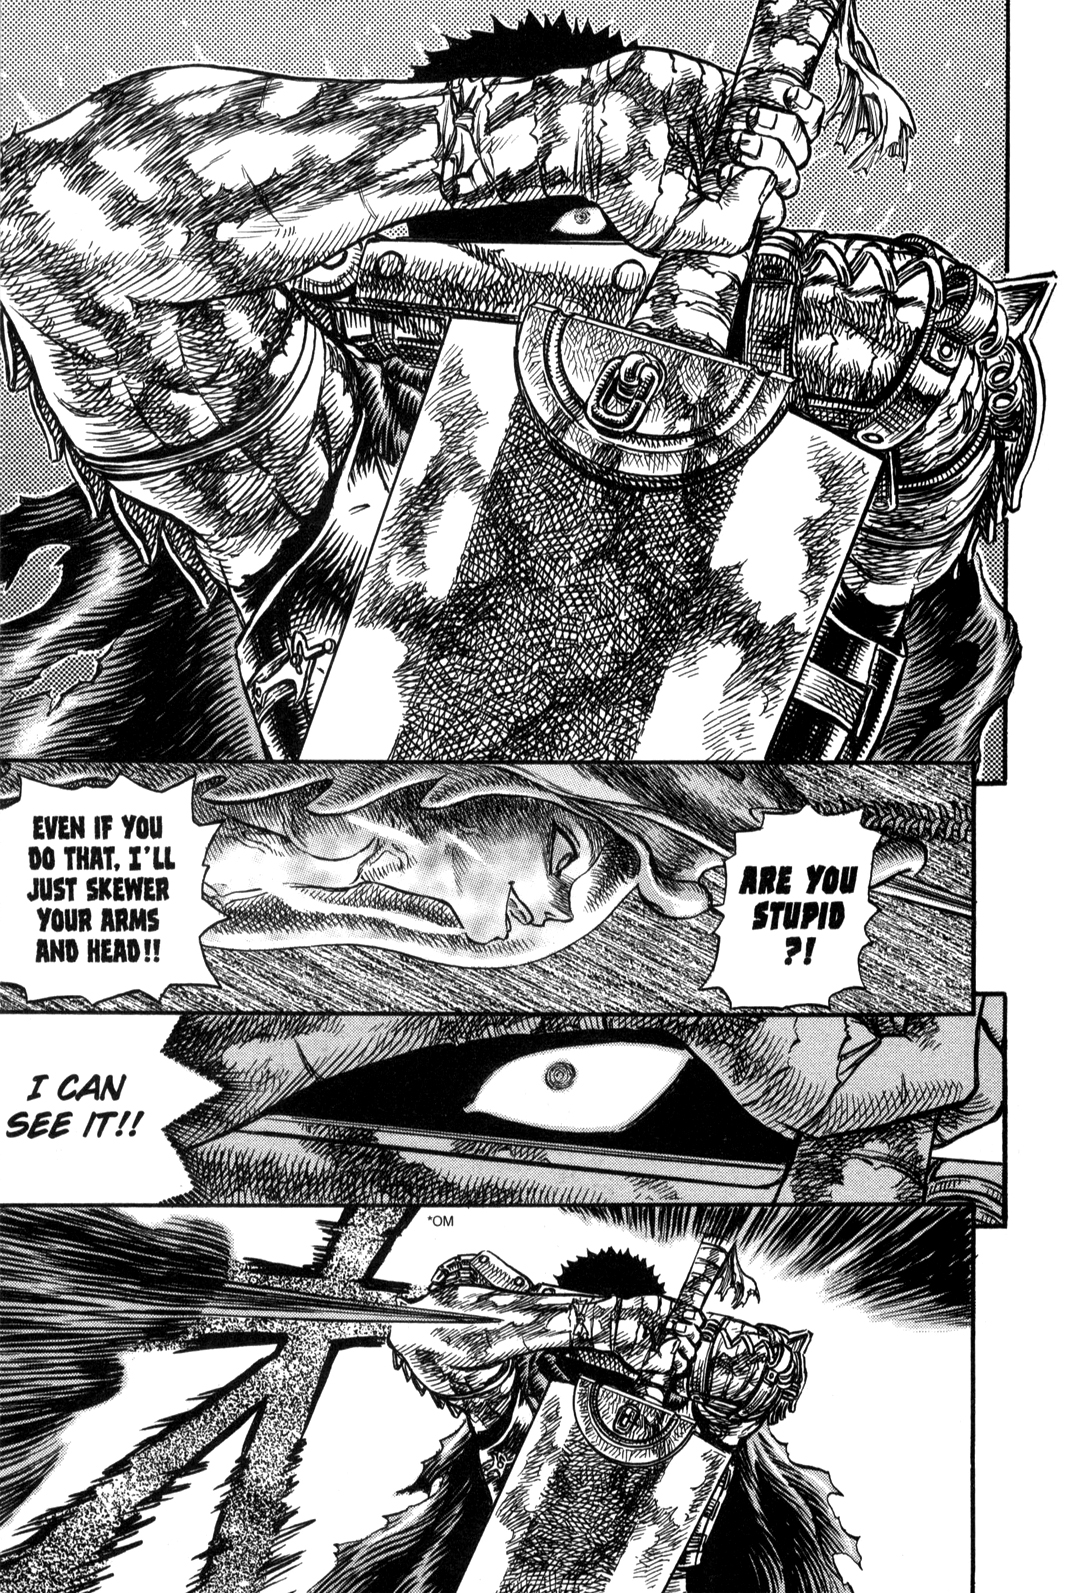 ARE YOU
STUPID
?!
EVEN IF YOU
DO THAT, I'LL
JUST SKEWER
YOUR ARMS
AND HEAD!!
I CAN
SEE IT!!
*OM